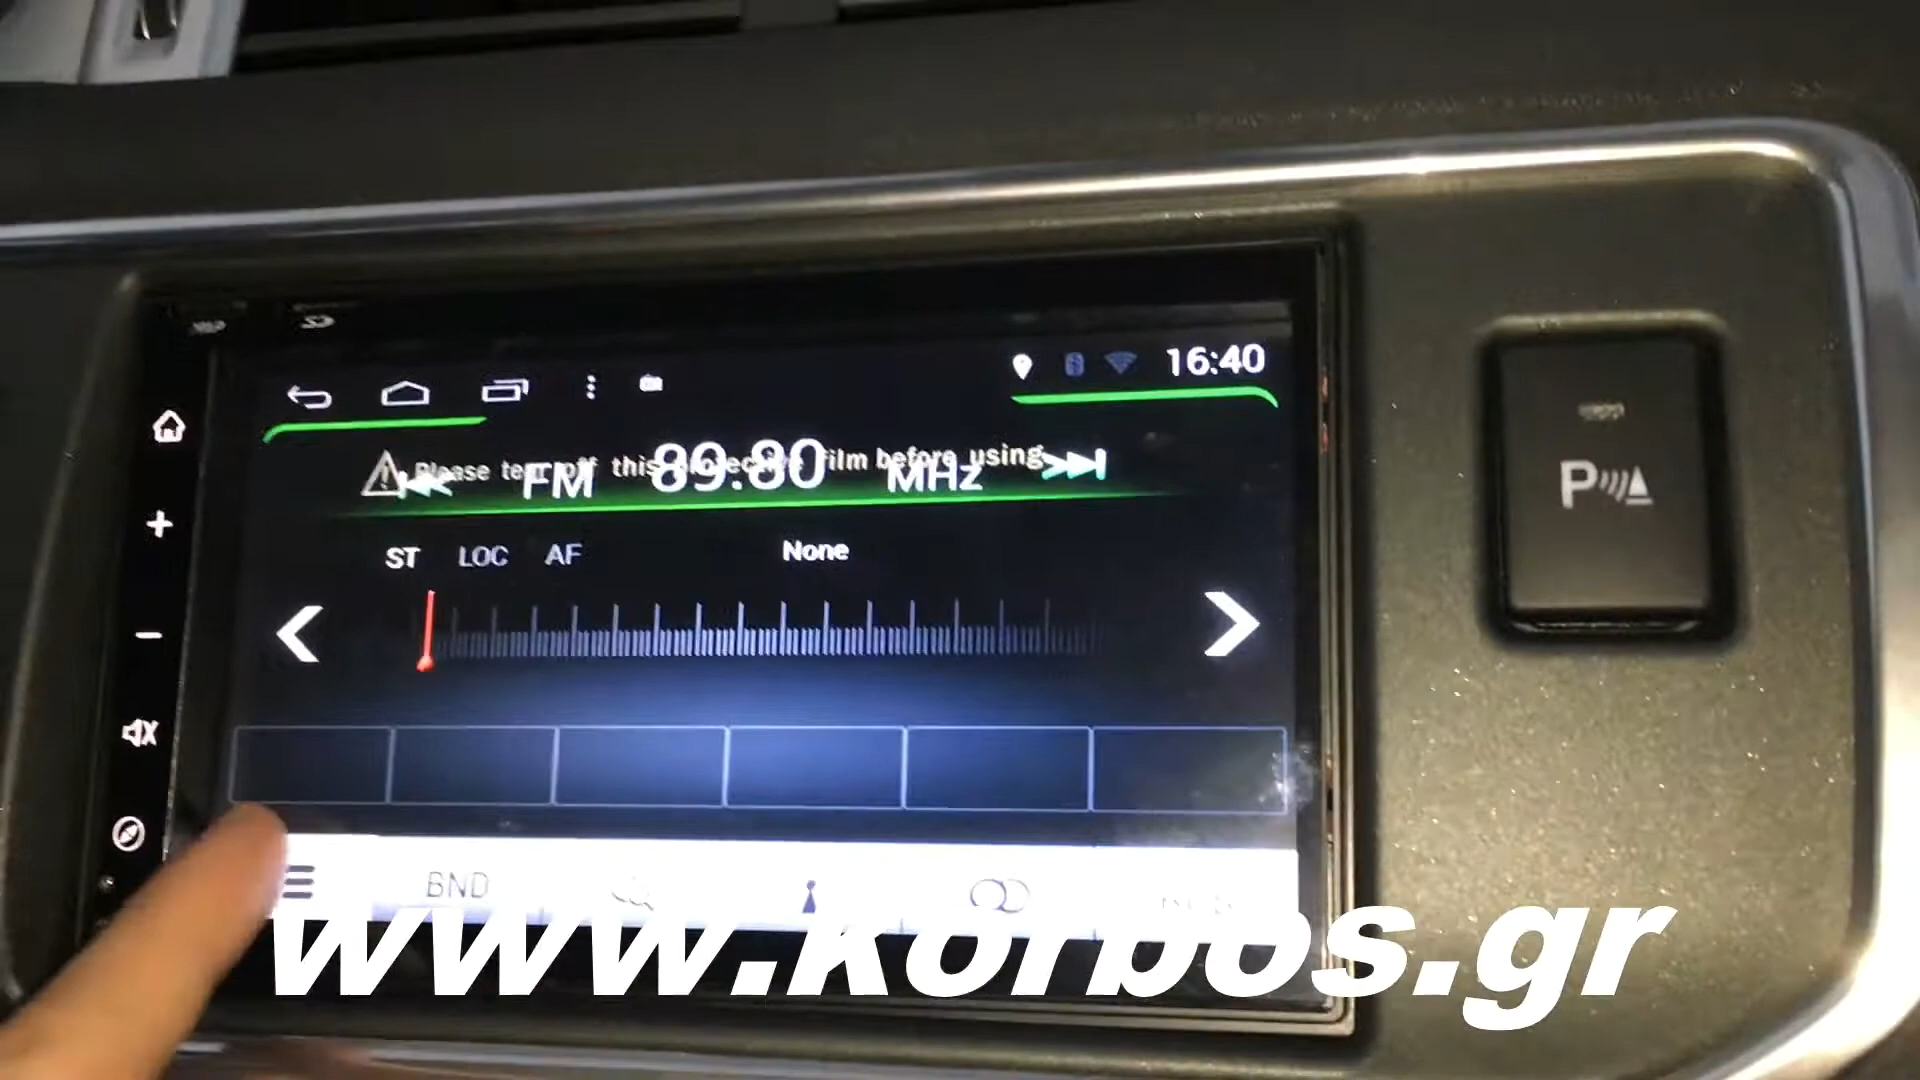 16:40
Please tear off this protective film before using
FM 89.80 MHz
ST LOC AF None
BND
P
www.korbos.gr